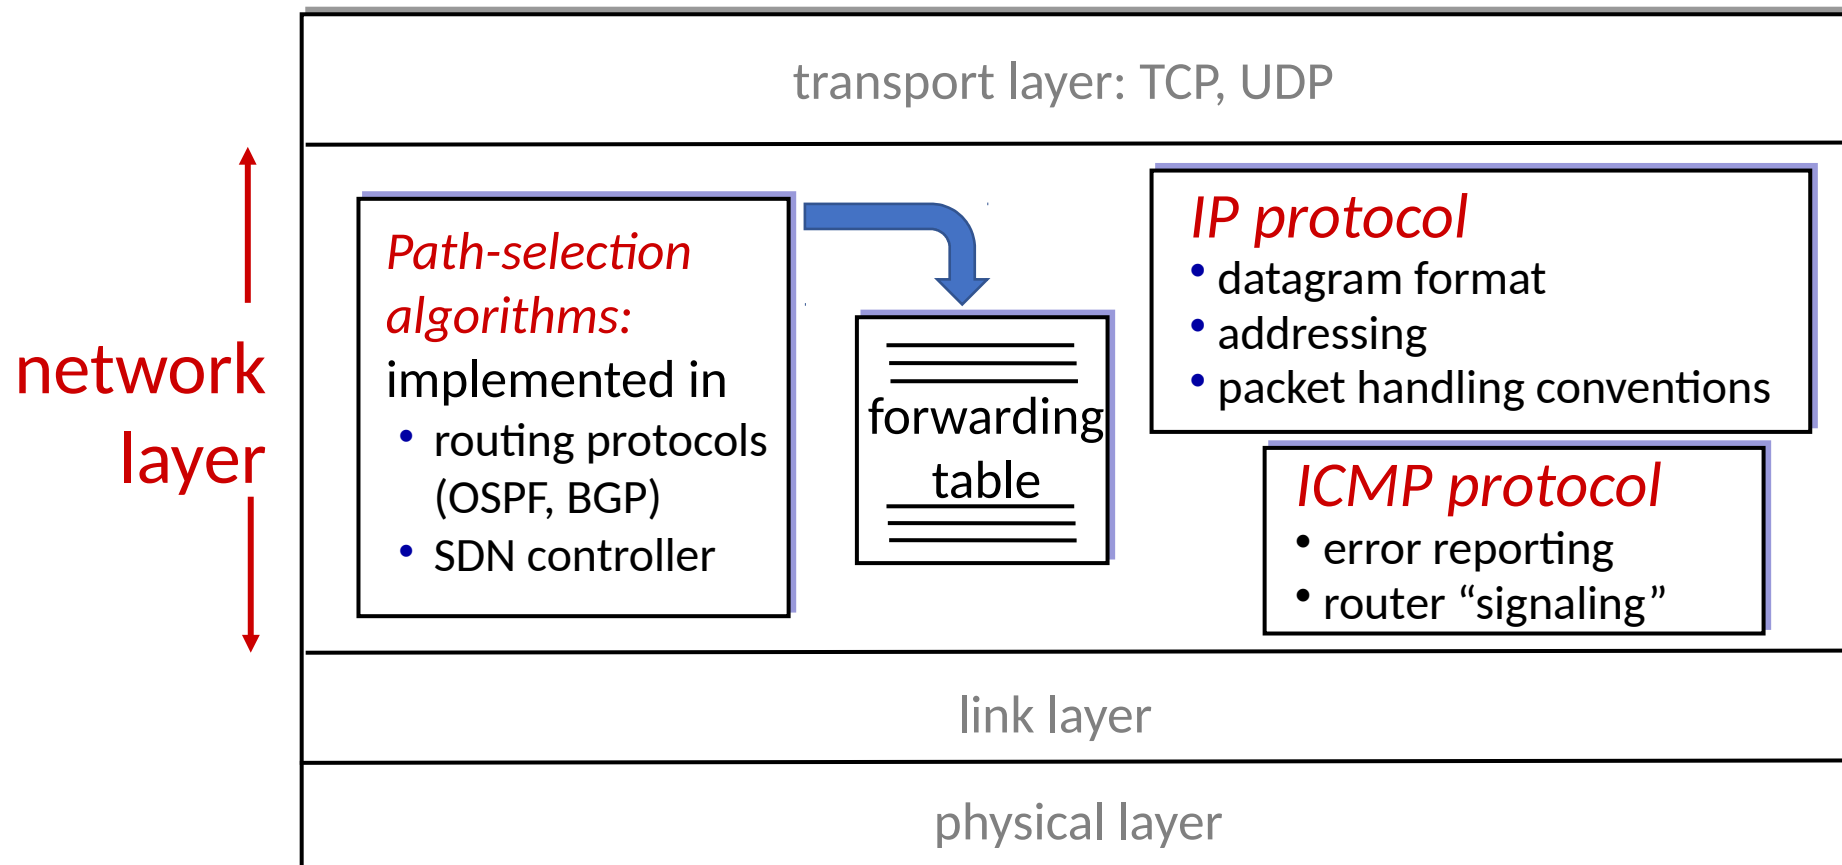 transport layer: TCP, UDP
network
layer
Path-selection
algorithms:
implemented in
• routing protocols
(OSPF, BGP)
• SDN controller
forwarding
table
IP protocol
• datagram format
• addressing
• packet handling conventions
ICMP protocol
• error reporting
• router “signaling”
link layer
physical layer